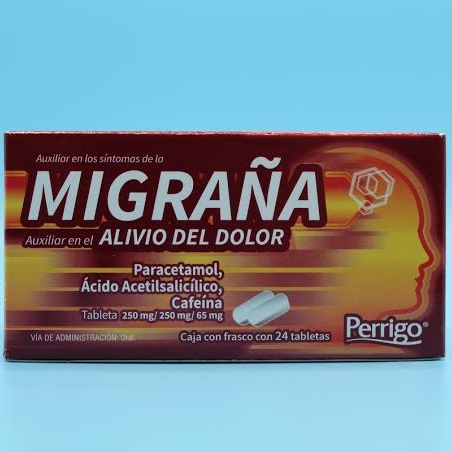 Auxiliar en los síntomas de la
MIGRAÑA
Auxiliar en el ALIVIO DEL DOLOR
Paracetamol,
Ácido Acetilsalicílico,
Cafeína
Tableta 250 mg/ 250 mg/ 65 mg
VÍA DE ADMINISTRACIÓN: Oral.
Caja con frasco con 24 tabletas
Perrigo®